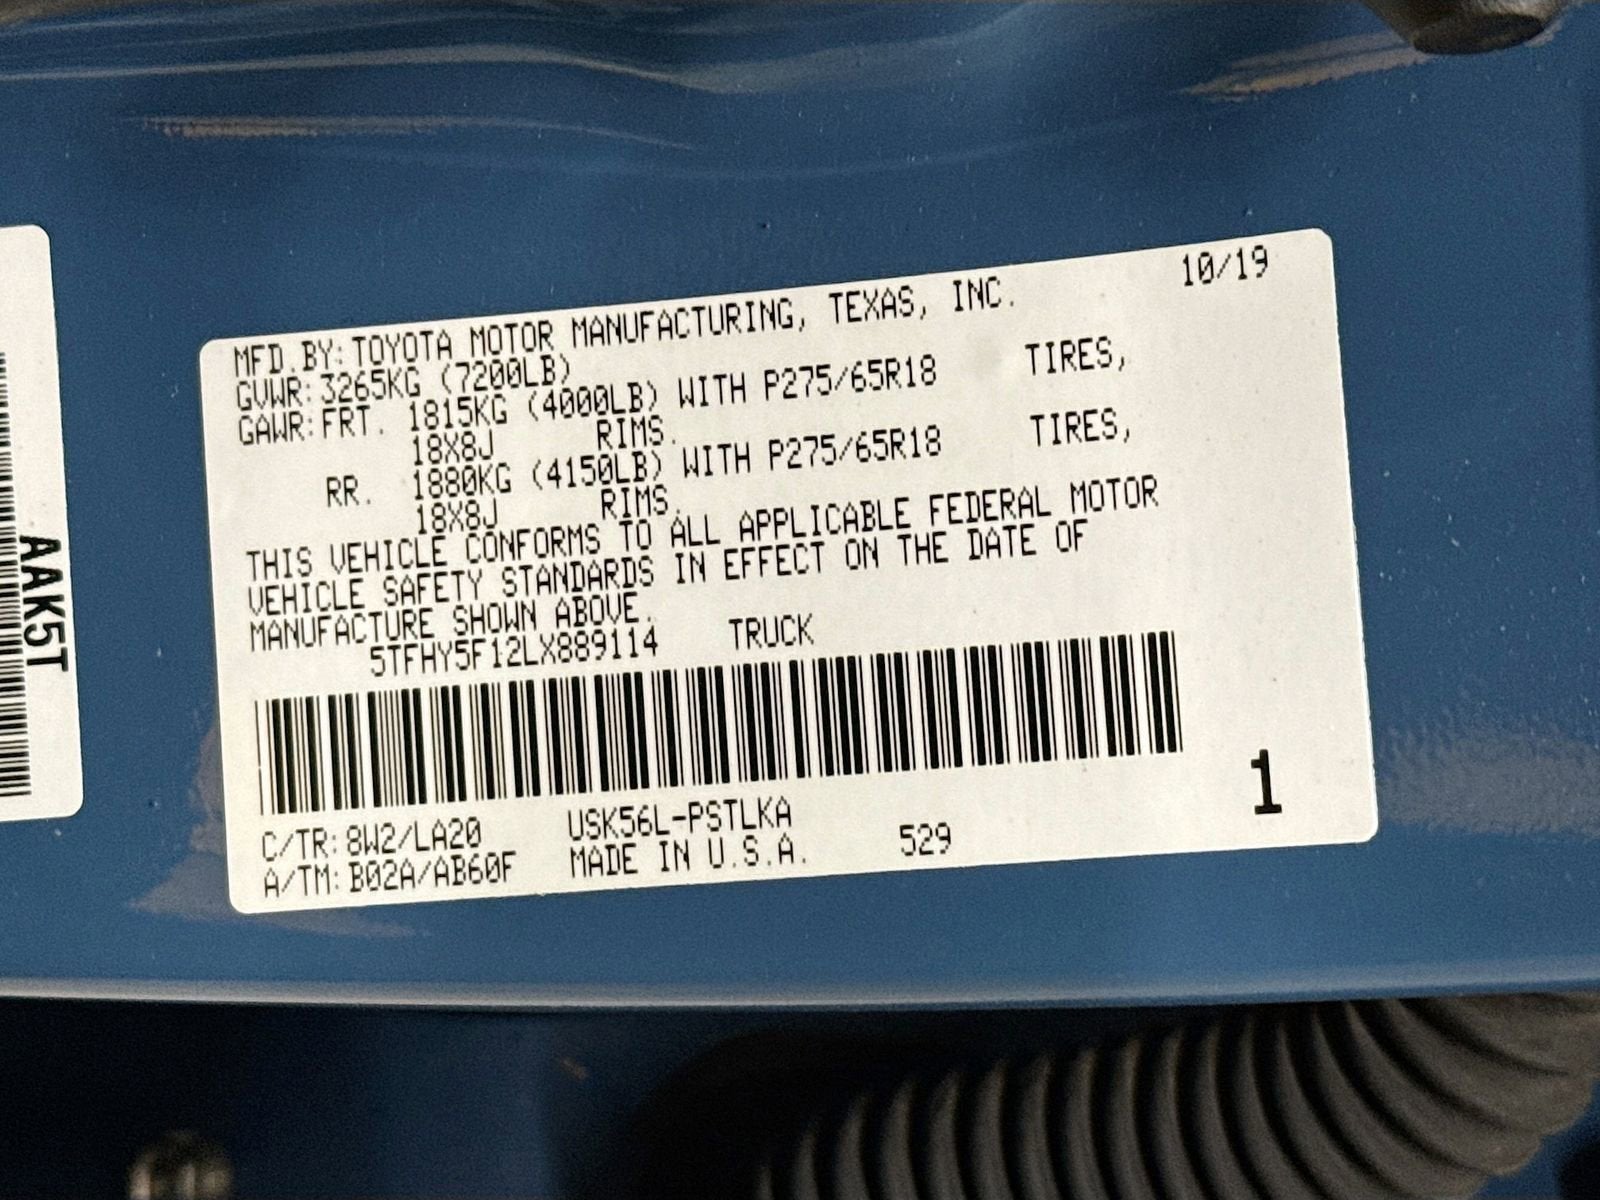 MFD.BY:TOYOTA MOTOR MANUFACTURING, TEXAS, INC. 10/19
GVWR:3265KG (7200LB)
GAWR:FRT. 1815KG (4000LB) WITH P275/65R18 TIRES,
18X8J RIMS.
RR. 1880KG (4150LB) WITH P275/65R18 TIRES,
18X8J RIMS.
THIS VEHICLE CONFORMS TO ALL APPLICABLE FEDERAL MOTOR
VEHICLE SAFETY STANDARDS IN EFFECT ON THE DATE OF
MANUFACTURE SHOWN ABOVE.
5TFHY5F12LX889114 TRUCK
1
C/TR:8W2/LA20 USK56L-PSTLKA
A/TM:B02A/AB60F MADE IN U.S.A. 529
AAK5T